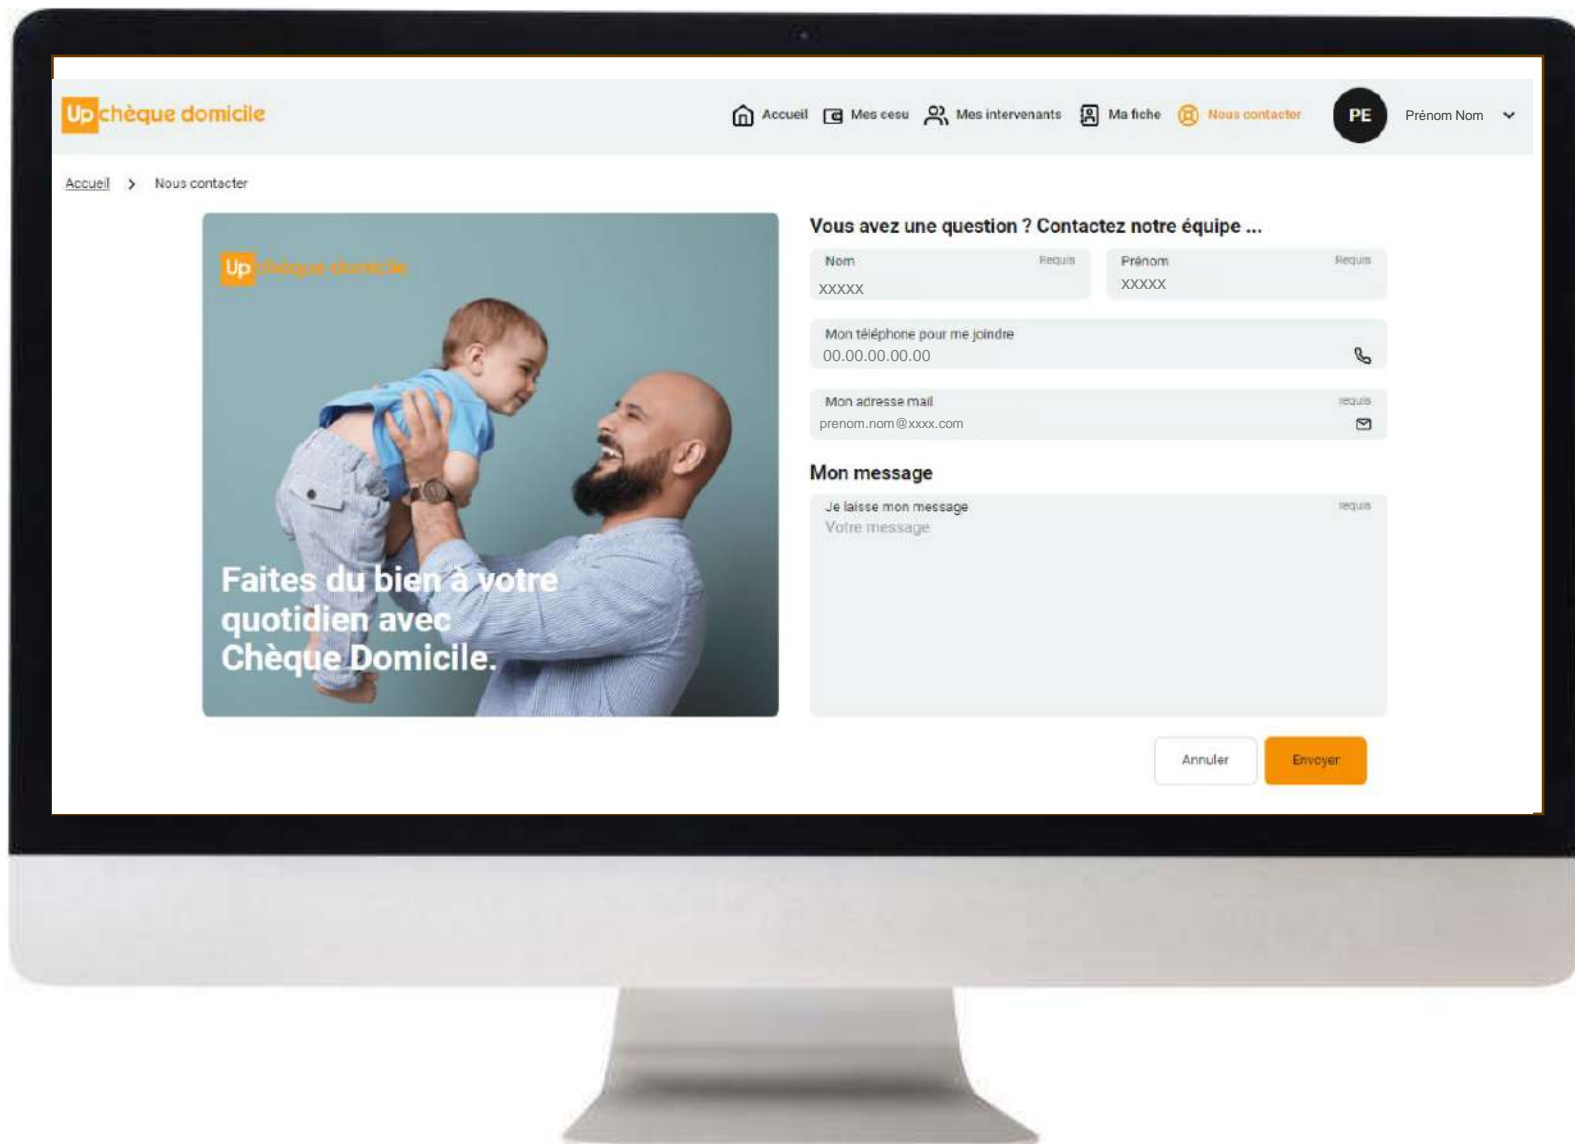 Up chèque domicile
Accueil Mes cesu Mes intervenants Ma fiche Nous contacter PE Prénom Nom
Accueil > Nous contacter
Up chèque domicile
Faites du bien à votre
quotidien avec
Chèque Domicile.
Vous avez une question ? Contactez notre équipe ...
Nom Requis Prénom Requis
XXXXX XXXXX
Mon téléphone pour me joindre
00.00.00.00.00
Mon adresse mail requis
prenom.nom@xxxx.com
Mon message
Je laisse mon message requis
Votre message
Annuler Envoyer